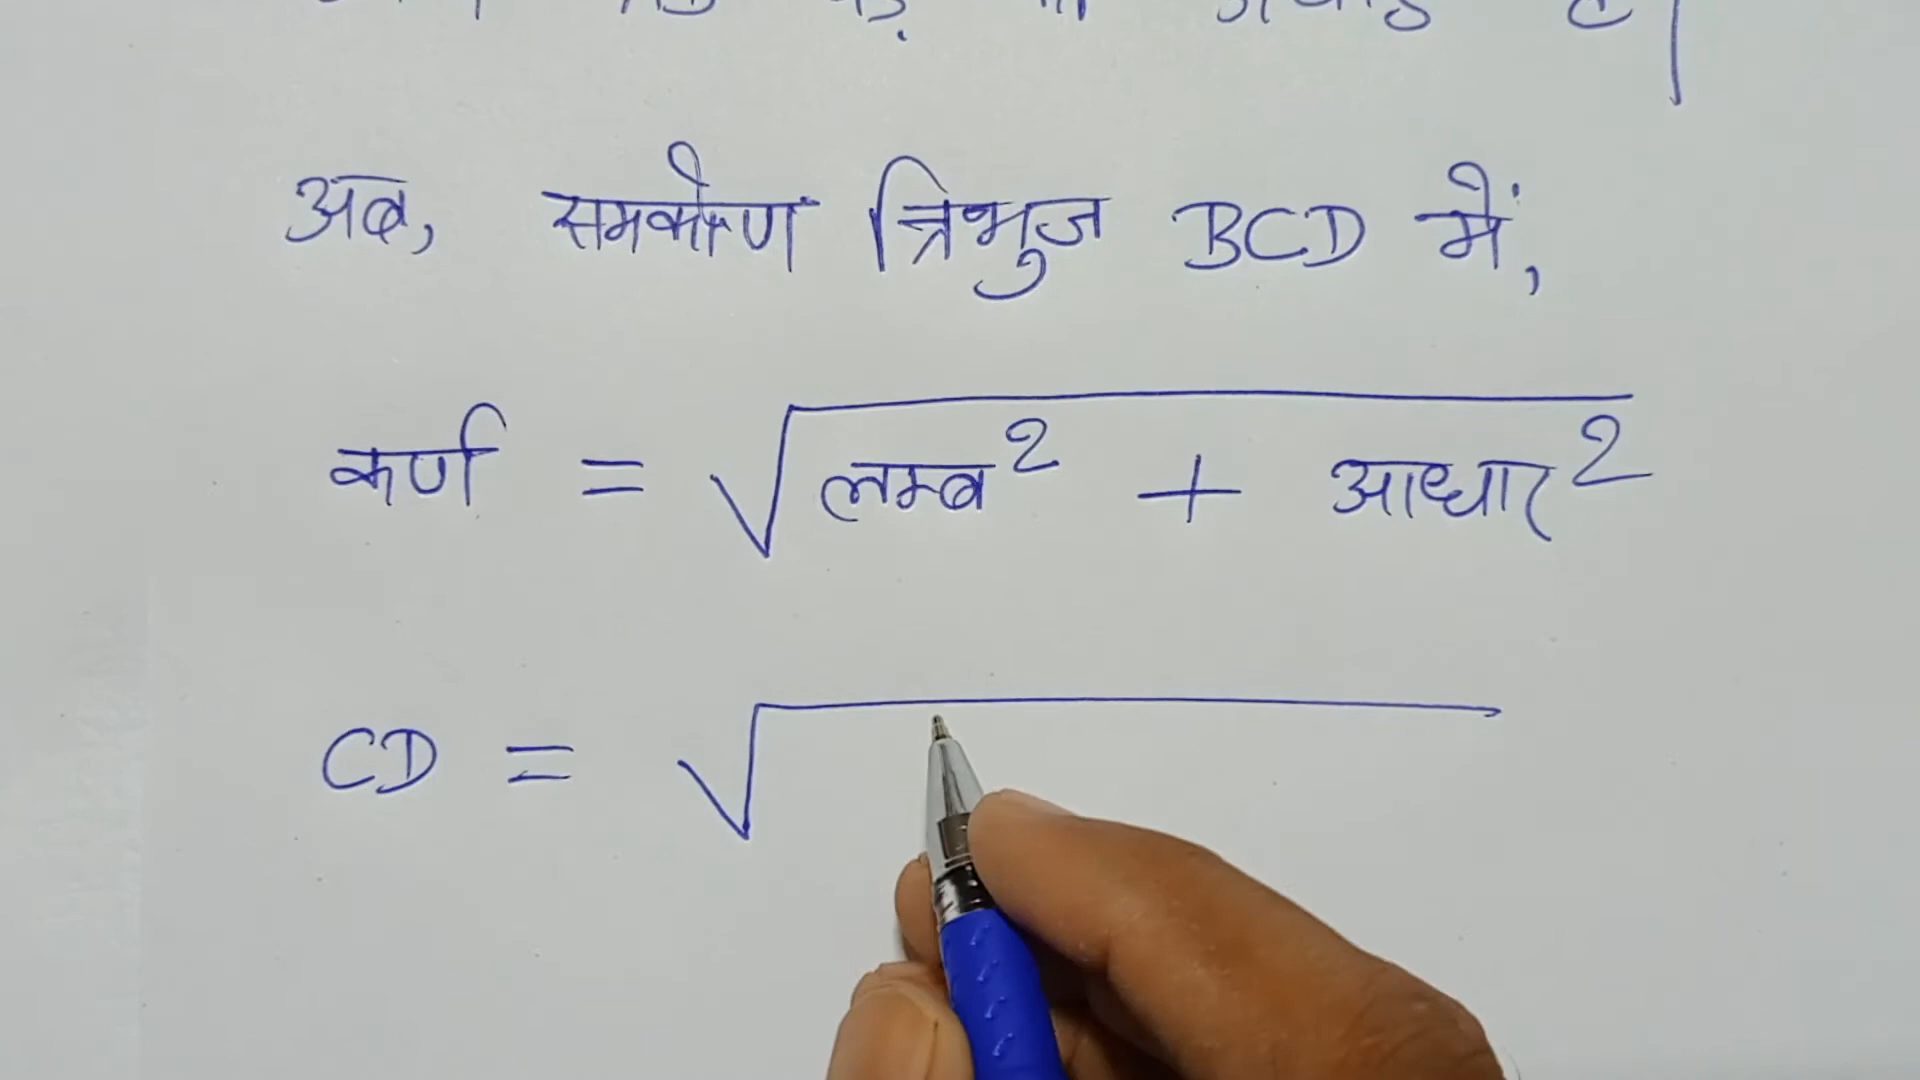 अब, समकोण त्रिभुज BCD में,
कर्ण = √लम्ब² + आधार²
CD = √